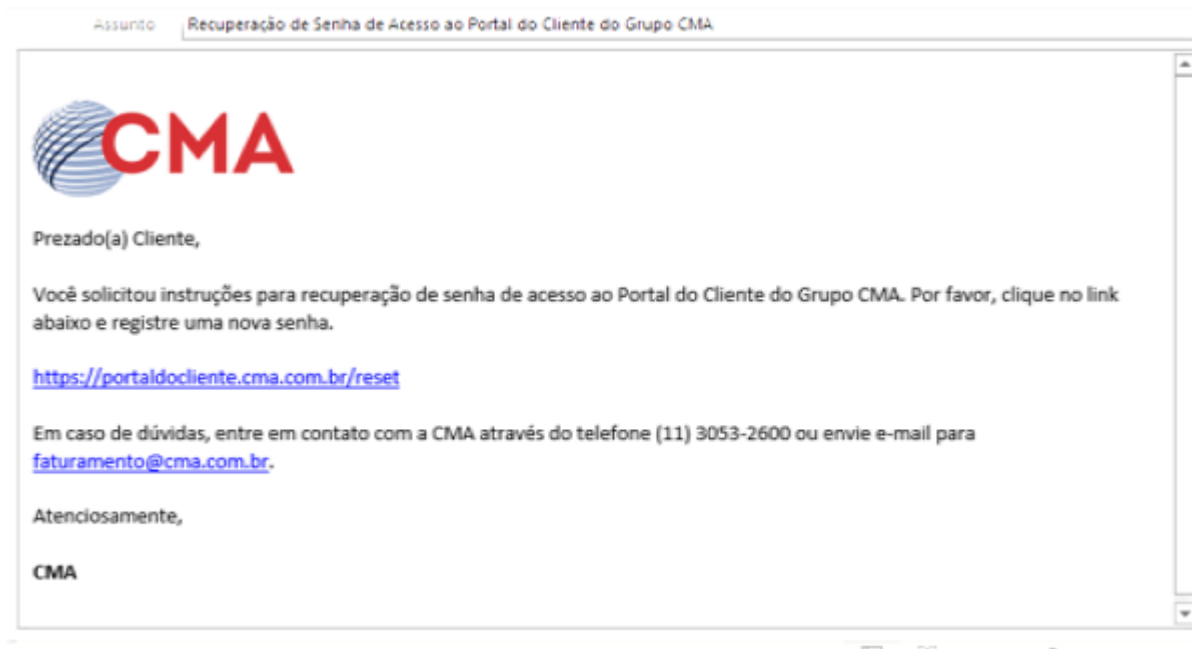 Assunto Recuperação de Senha de Acesso ao Portal do Cliente do Grupo CMA
CMA
Prezado(a) Cliente,
Você solicitou instruções para recuperação de senha de acesso ao Portal do Cliente do Grupo CMA. Por favor, clique no link
abaixo e registre uma nova senha.
https://portaldocliente.cma.com.br/reset
Em caso de dúvidas, entre em contato com a CMA através do telefone (11) 3053-2600 ou envie e-mail para
faturamento@cma.com.br.
Atenciosamente,
CMA